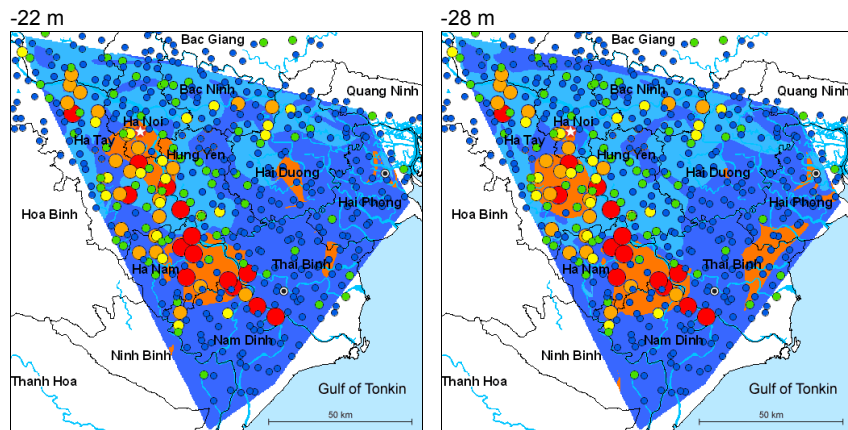 -22 m
Bac Giang
Quang Ninh
Bac Ninh
Ha Noi
Ha Tay
Hung Yen
Hai Duong
Hai Phong
Hoa Binh
Ha Nam
Thai Binh
Nam Dinh
Ninh Binh
Thanh Hoa
Gulf of Tonkin
50 km
-28 m
Bac Giang
Quang Ninh
Bac Ninh
Ha Noi
Ha Tay
Hung Yen
Hai Duong
Hai Phong
Hoa Binh
Ha Nam
Thai Binh
Nam Dinh
Ninh Binh
Thanh Hoa
Gulf of Tonkin
50 km